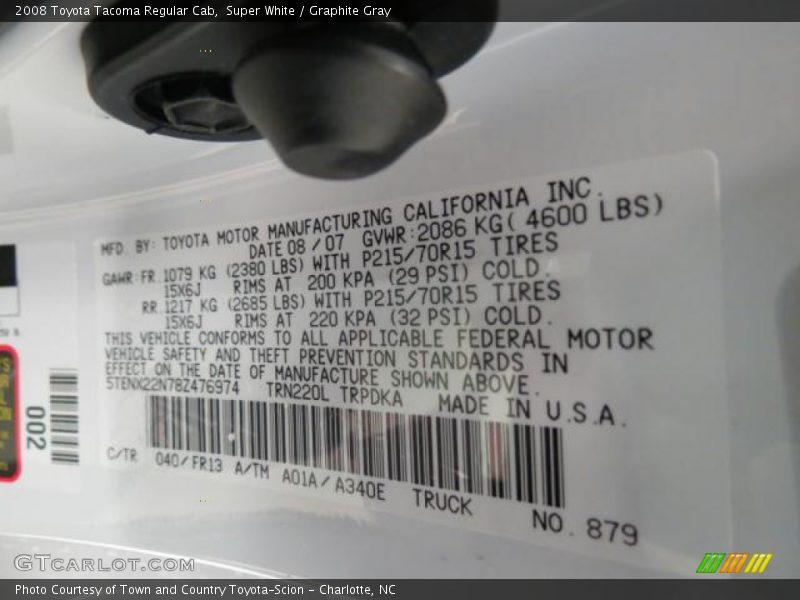 2008 Toyota Tacoma Regular Cab, Super White / Graphite Gray
MFD. BY: TOYOTA MOTOR MANUFACTURING CALIFORNIA INC.
DATE 08 / 07 GVWR: 2086 KG( 4600 LBS)
GAWR: FR. 1079 KG (2380 LBS) WITH P215/70R15 TIRES
15X6J RIMS AT 200 KPA (29 PSI) COLD.
RR. 1217 KG (2685 LBS) WITH P215/70R15 TIRES
15X6J RIMS AT 220 KPA (32 PSI) COLD.
THIS VEHICLE CONFORMS TO ALL APPLICABLE FEDERAL MOTOR
VEHICLE SAFETY AND THEFT PREVENTION STANDARDS IN
EFFECT ON THE DATE OF MANUFACTURE SHOWN ABOVE.
5TENX22N78Z476974 TRN220L TRPDKA MADE IN U.S.A.
002
C/TR 040/FR13 A/TM A01A/A340E TRUCK
NO. 879
GTcarlot.com
Photo Courtesy of Town and Country Toyota-Scion - Charlotte, NC